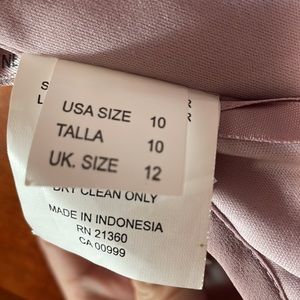 USA SIZE 10
TALLA 10
UK. SIZE 12
DRY CLEAN ONLY
MADE IN INDONESIA
RN 21360
CA 00999